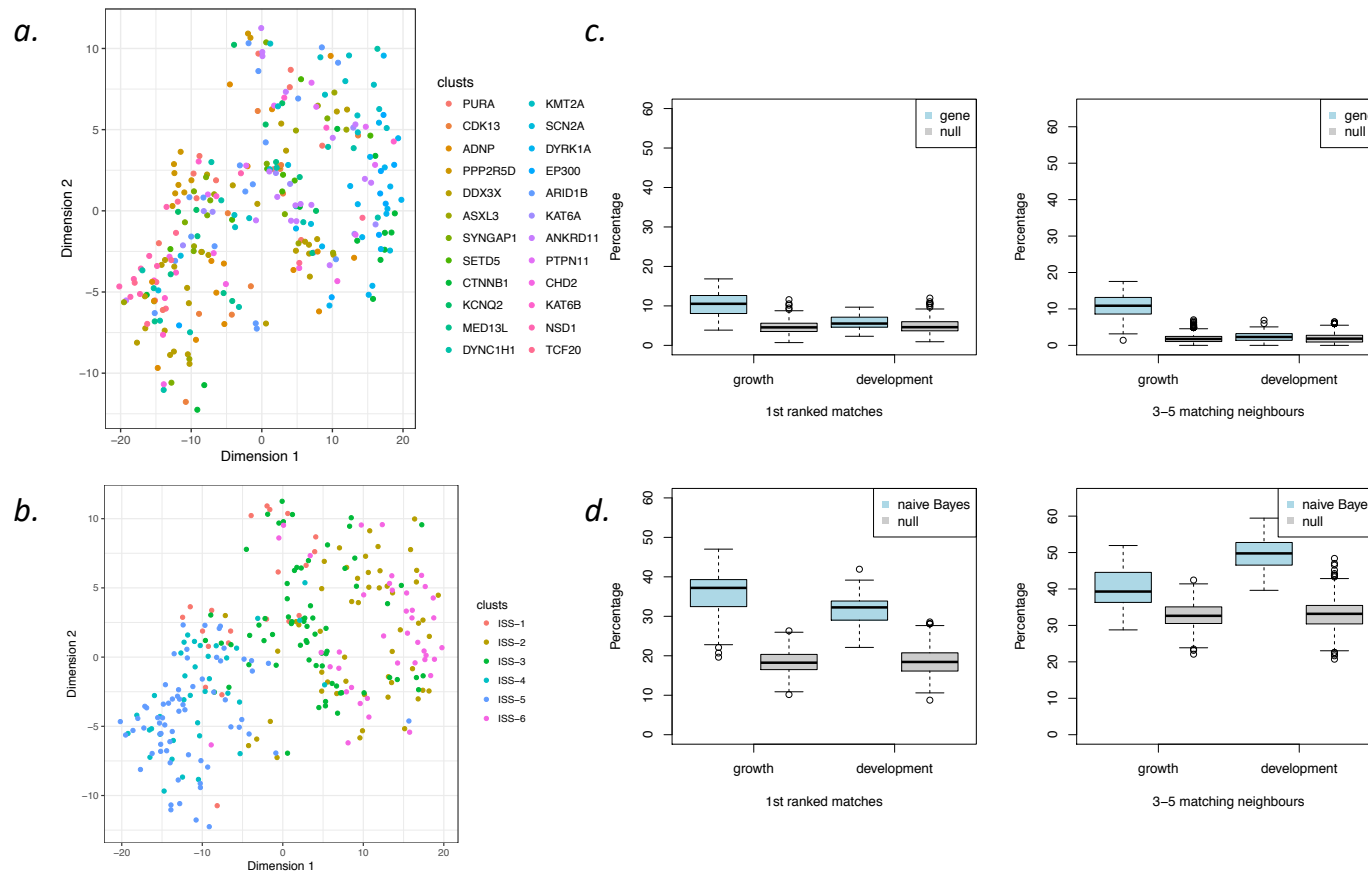 a.
10
5
0
−5
−10
−20
−10
0
10
20
Dimension 2
Dimension 1
clusts
PURA
CDK13
ADNP
PPP2R5D
DDX3X
ASXL3
SYNGAP1
SETD5
CTNNB1
KCNQ2
MED13L
DYNC1H1
KMT2A
SCN2A
DYRK1A
EP300
ARID1B
KAT6A
ANKRD11
PTPN11
CHD2
KAT6B
NSD1
TCF20
b.
10
5
0
−5
−10
−20
−10
0
10
20
Dimension 2
Dimension 1
clusts
ISS−1
ISS−2
ISS−3
ISS−4
ISS−5
ISS−6
c.
60
50
40
30
20
10
0
Percentage
gene
null
growth
development
1st ranked matches
60
50
40
30
20
10
0
Percentage
gene
null
growth
development
3−5 matching neighbours
d.
60
50
40
30
20
10
0
Percentage
naive Bayes
null
growth
development
1st ranked matches
60
50
40
30
20
10
0
Percentage
naive Baye
null
growth
development
3−5 matching neighbours